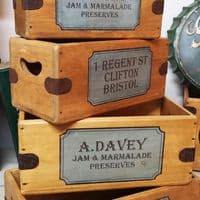 JAM & MARMALADE
PRESERVES
1 REGENT ST
CLIFTON
BRISTOL
A.DAVEY
JAM & MARMALADE
PRESERVES